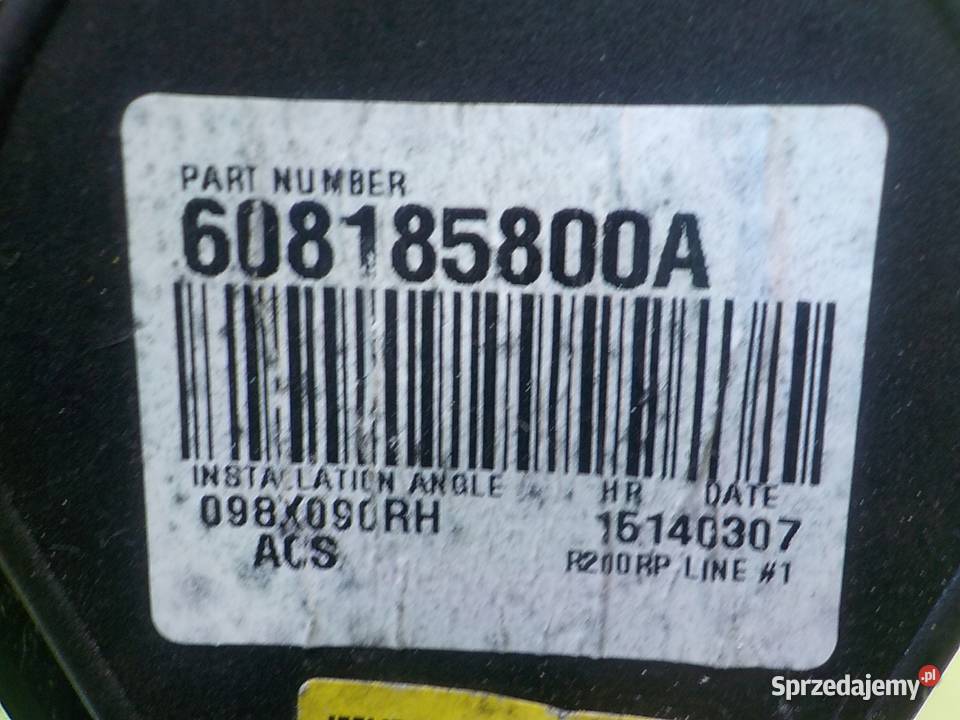 PART NUMBER
608185800A
INSTALLATION ANGLE
HR DATE
098X090RH
15140307
ACS
R200RP LINE #1
Sprzedajemy.pl